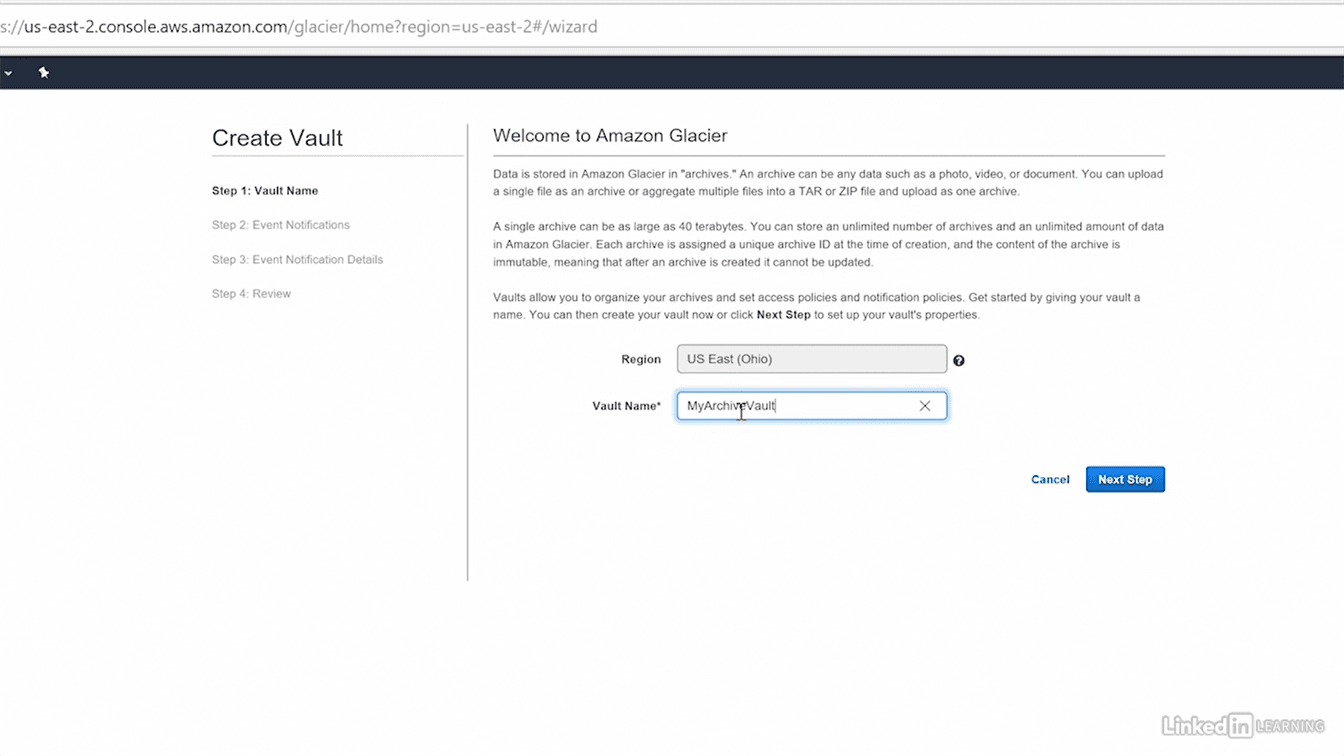 s://us-east-2.console.aws.amazon.com/glacier/home?region=us-east-2#/wizard
Create Vault
Step 1: Vault Name
Step 2: Event Notifications
Step 3: Event Notification Details
Step 4: Review
Welcome to Amazon Glacier
Data is stored in Amazon Glacier in "archives." An archive can be any data such as a photo, video, or document. You can upload
a single file as an archive or aggregate multiple files into a TAR or ZIP file and upload as one archive.
A single archive can be as large as 40 terabytes. You can store an unlimited number of archives and an unlimited amount of data
in Amazon Glacier. Each archive is assigned a unique archive ID at the time of creation, and the content of the archive is
immutable, meaning that after an archive is created it cannot be updated.
Vaults allow you to organize your archives and set access policies and notification policies. Get started by giving your vault a
name. You can then create your vault now or click Next Step to set up your vault's properties.
Region US East (Ohio)
Vault Name* MyArchiveVault
Cancel Next Step
LinkedIn LEARNING